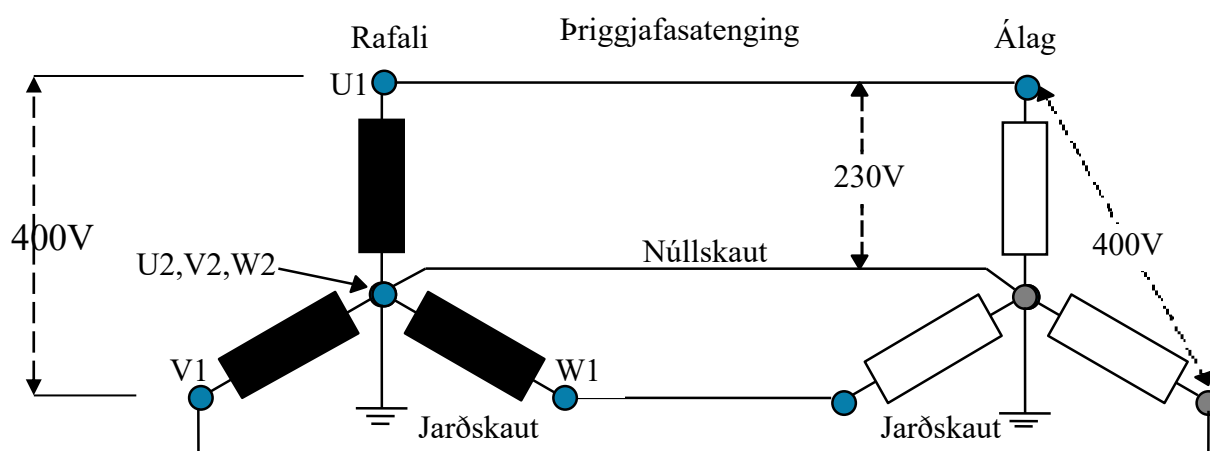 Rafali
Þriggjafasatenging
Álag
U1
230V
400V
400V
Núllskaut
U2,V2,W2
V1
W1
Jarðskaut
Jarðskaut